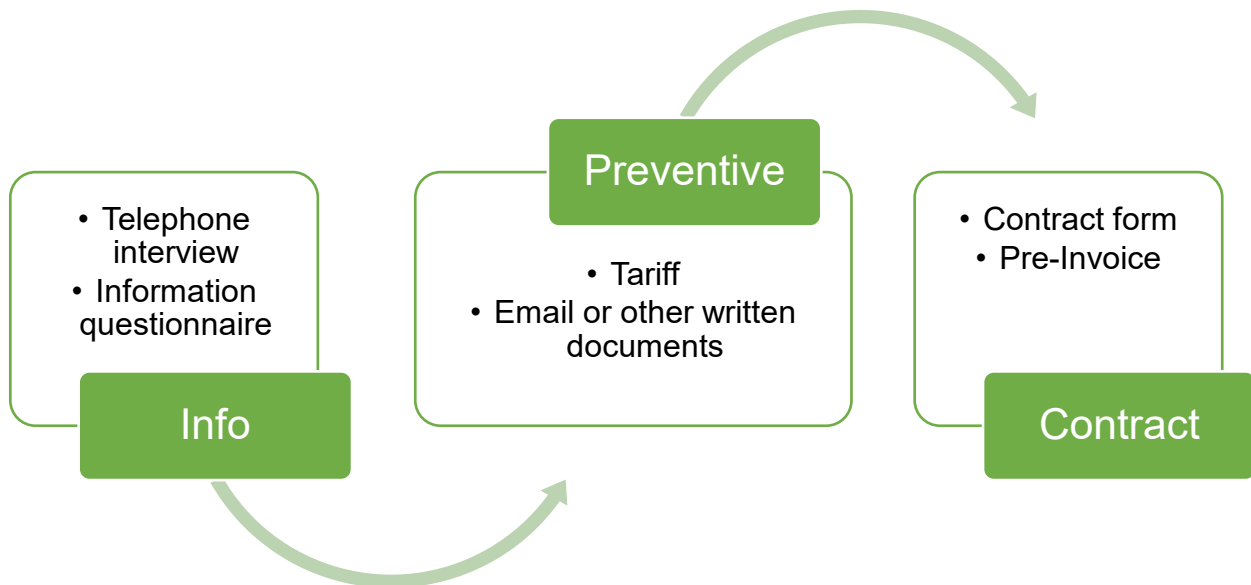 • Telephone
interview
• Information
questionnaire
Info
Preventive
• Tariff
• Email or other written
documents
• Contract form
• Pre-Invoice
Contract